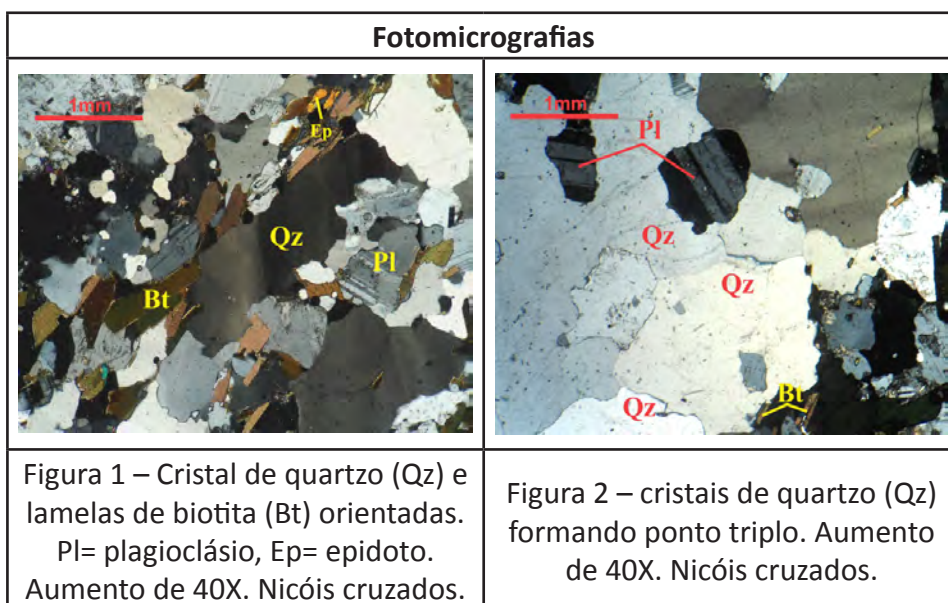 Fotomicrografias
1mm
Ep
Qz
Pl
Bt
1mm
Pl
Qz
Qz
Bt
Qz
Figura 1 – Cristal de quartzo (Qz) e
lamelas de biotita (Bt) orientadas.
Pl= plagioclásio, Ep= epidoto.
Aumento de 40X. Nicóis cruzados.
Figura 2 – cristais de quartzo (Qz)
formando ponto triplo. Aumento
de 40X. Nicóis cruzados.